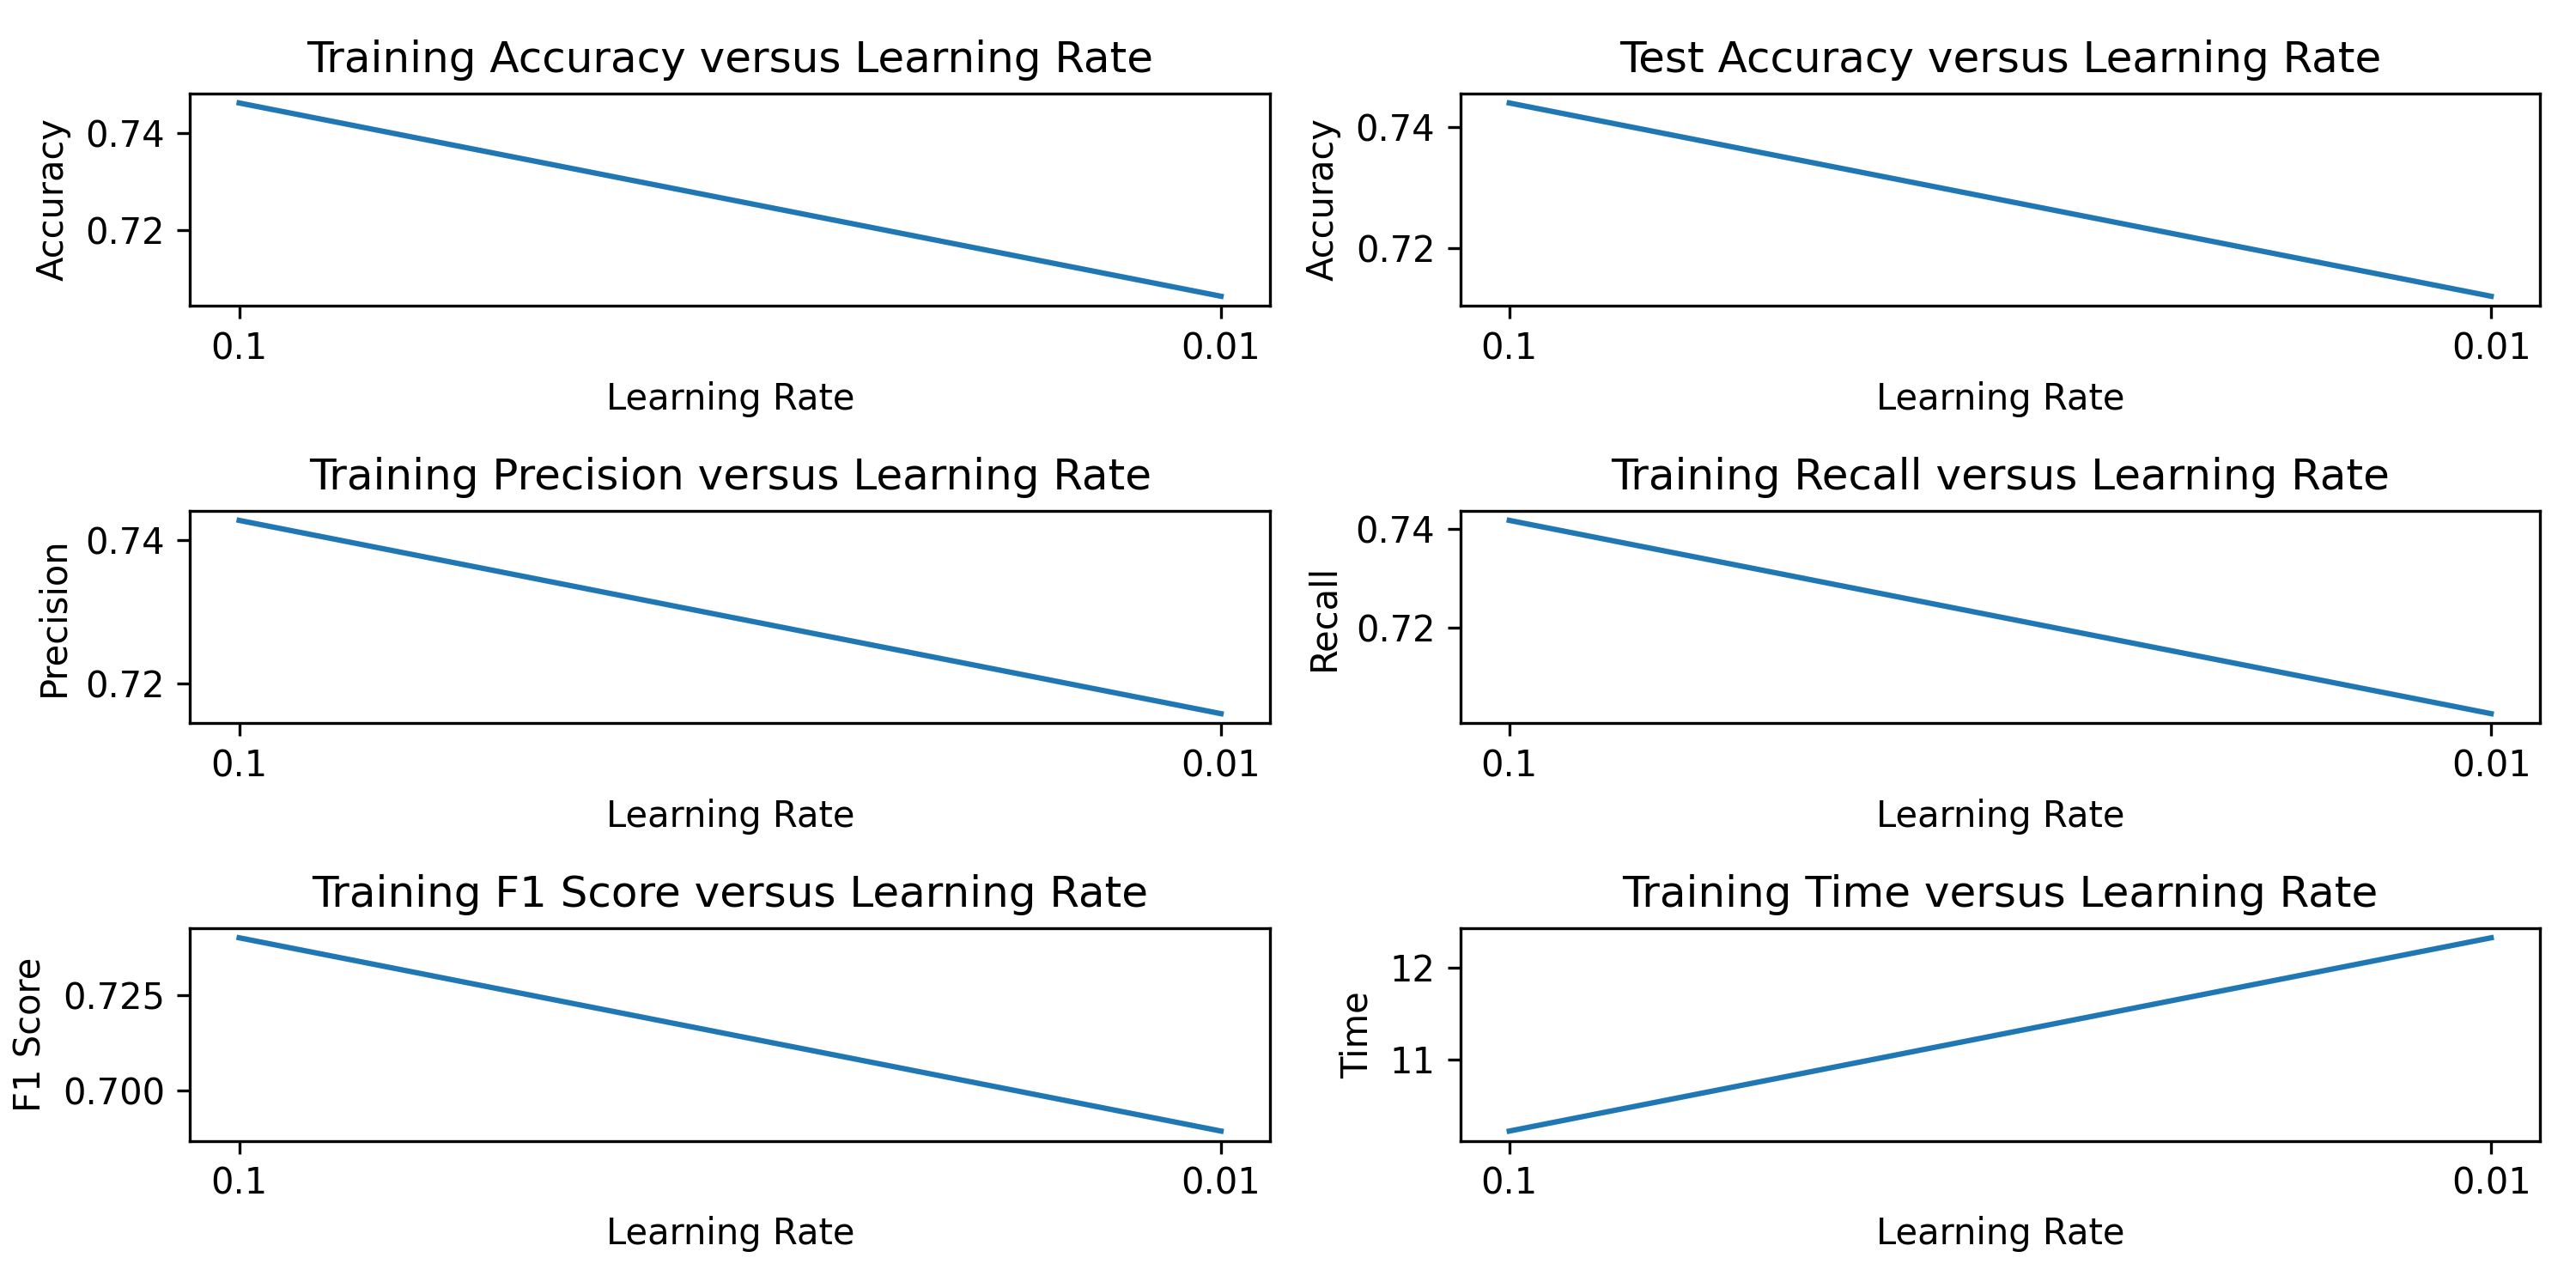 Training Accuracy versus Learning Rate
Accuracy
0.74
0.72
0.1
0.01
Learning Rate
Test Accuracy versus Learning Rate
Accuracy
0.74
0.72
0.1
0.01
Learning Rate
Training Precision versus Learning Rate
Precision
0.74
0.72
0.1
0.01
Learning Rate
Training Recall versus Learning Rate
Recall
0.74
0.72
0.1
0.01
Learning Rate
Training F1 Score versus Learning Rate
F1 Score
0.725
0.700
0.1
0.01
Learning Rate
Training Time versus Learning Rate
Time
12
11
0.1
0.01
Learning Rate